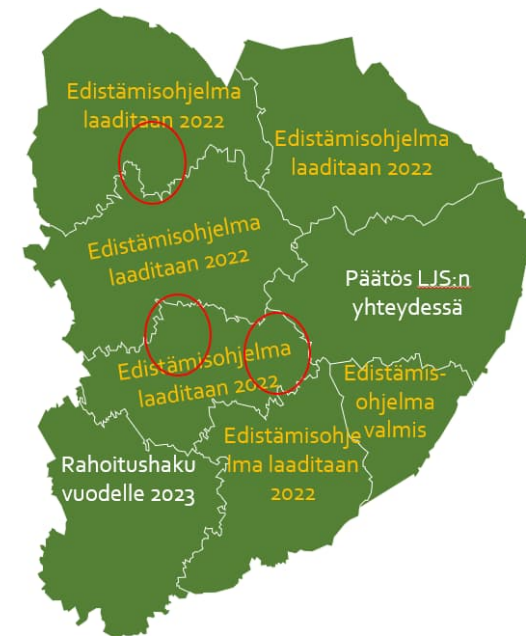 Edistämisohjelma
laaditaan 2022
Edistämisohjelma
laaditaan 2022
Edistämisohjelma
laaditaan 2022
Päätös LJS:n
yhteydessä
Edistämisohjelma
laaditaan 2022
Edistämis-
ohjelma
valmis
Edistämisohje
lma laaditaan
2022
Rahoitushaku
vuodelle 2023